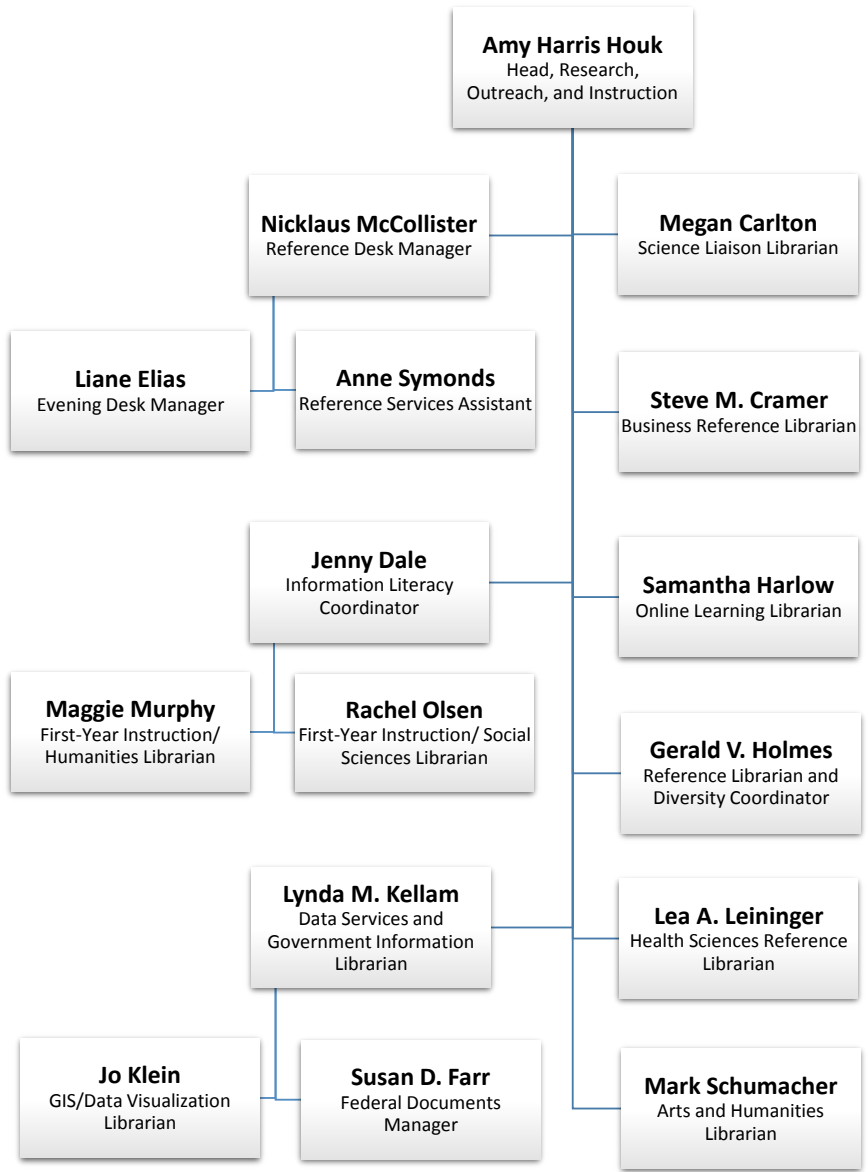 Amy Harris Houk
Head, Research,
Outreach, and Instruction
Nicklaus McCollister
Reference Desk Manager
Megan Carlton
Science Liaison Librarian
Liane Elias
Evening Desk Manager
Anne Symonds
Reference Services Assistant
Steve M. Cramer
Business Reference Librarian
Jenny Dale
Information Literacy
Coordinator
Samantha Harlow
Online Learning Librarian
Maggie Murphy
First-Year Instruction/
Humanities Librarian
Rachel Olsen
First-Year Instruction/ Social
Sciences Librarian
Gerald V. Holmes
Reference Librarian and
Diversity Coordinator
Lynda M. Kellam
Data Services and
Government Information
Librarian
Lea A. Leininger
Health Sciences Reference
Librarian
Jo Klein
GIS/Data Visualization
Librarian
Susan D. Farr
Federal Documents
Manager
Mark Schumacher
Arts and Humanities
Librarian